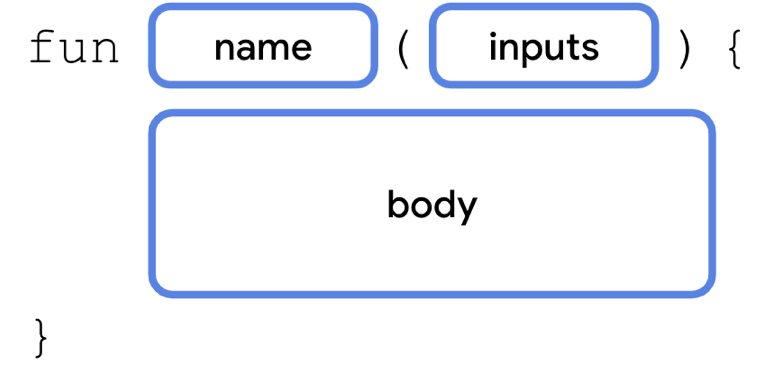 fun name ( inputs ) {
body
}